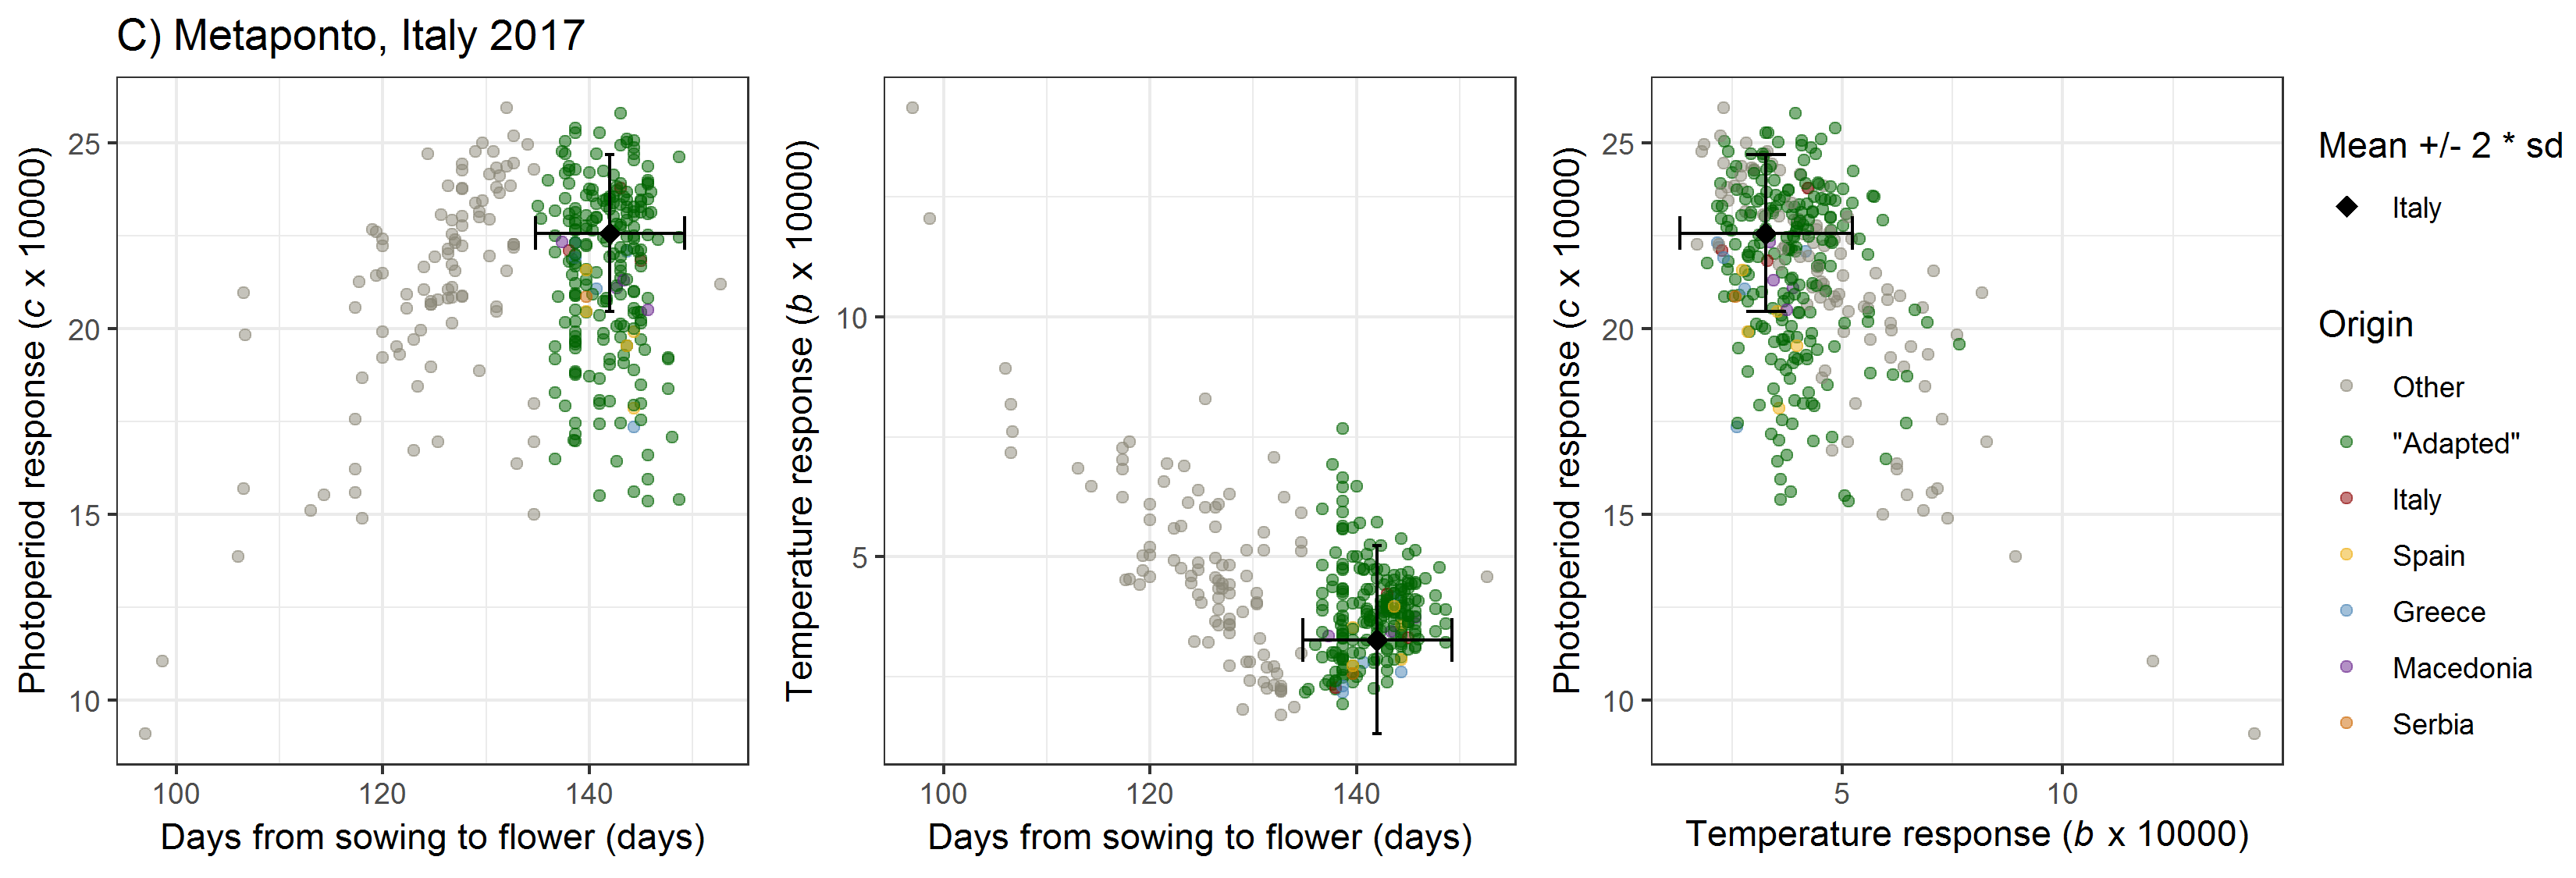 C) Metaponto, Italy 2017
Photoperiod response (c x 10000)
25
20
15
10
100
120
140
Days from sowing to flower (days)
Temperature response (b x 10000)
10
5
100
120
140
Days from sowing to flower (days)
Photoperiod response (c x 10000)
25
20
15
10
5
10
Temperature response (b x 10000)
Mean +/- 2 * sd
Italy
Origin
Other
"Adapted"
Italy
Spain
Greece
Macedonia
Serbia